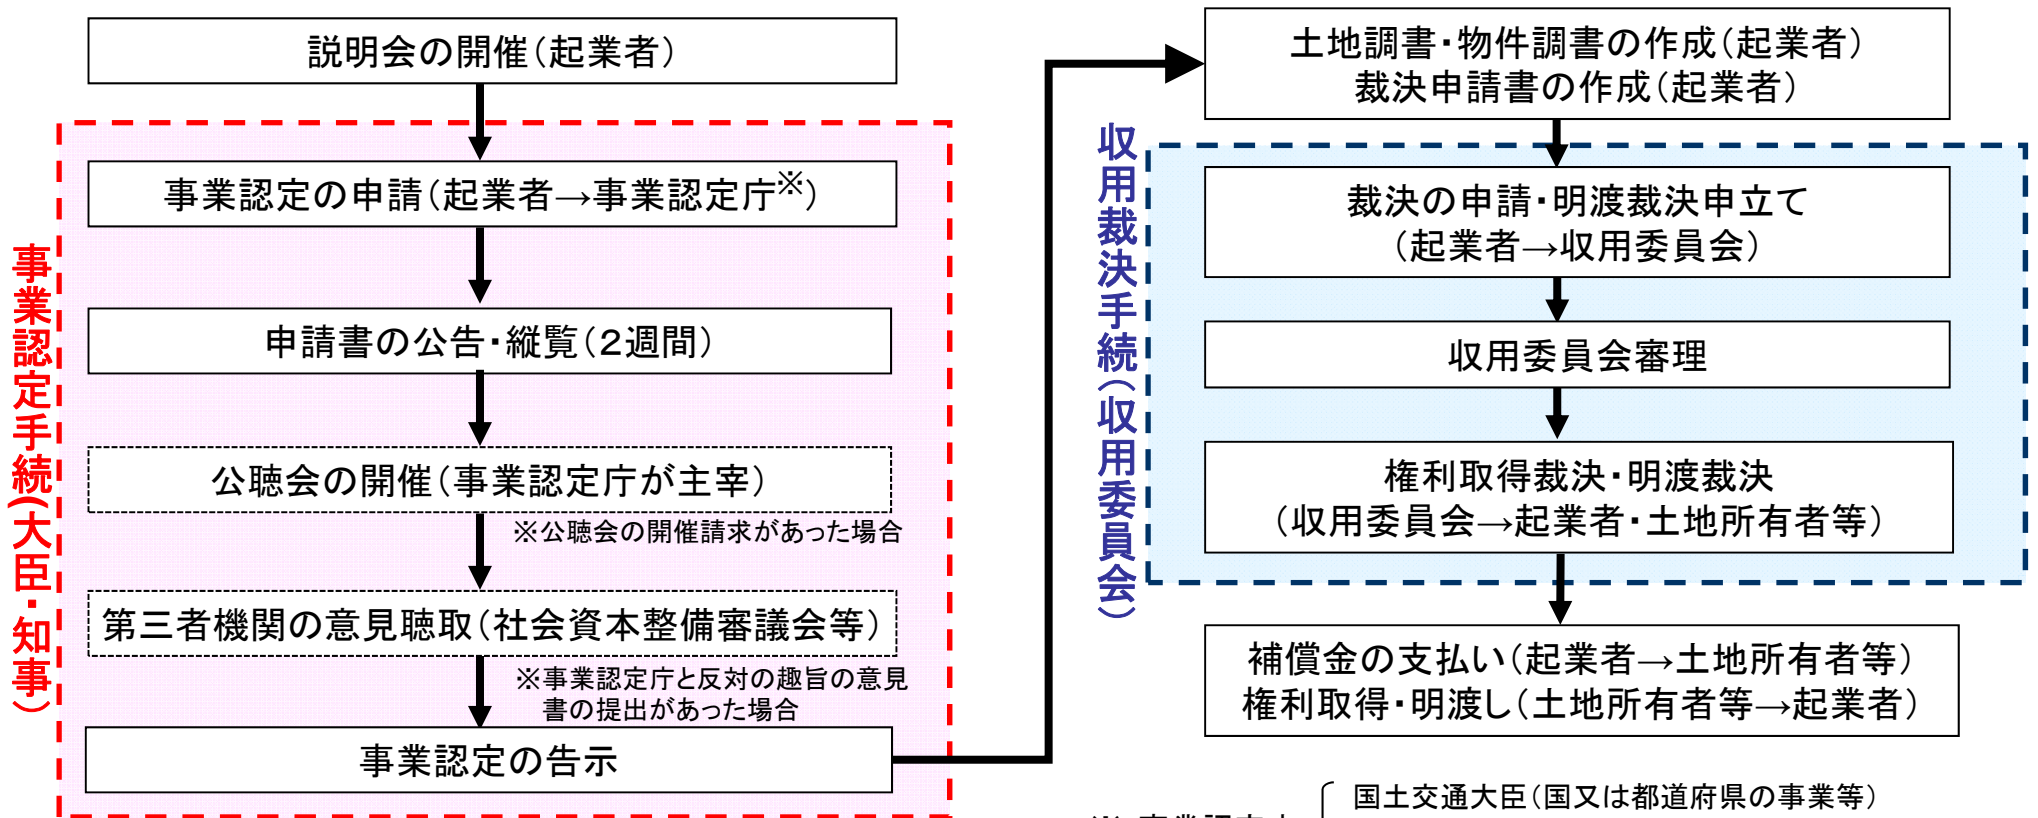 説明会の開催(起業者)
事業認定手続(大臣・知事)
事業認定の申請(起業者→事業認定庁※)
申請書の公告・縦覧(2週間)
公聴会の開催(事業認定庁が主宰)
※公聴会の開催請求があった場合
第三者機関の意見聴取(社会資本整備審議会等)
※事業認定庁と反対の趣旨の意見
書の提出があった場合
事業認定の告示
土地調書・物件調書の作成(起業者)
裁決申請書の作成(起業者)
収用裁決手続(収用委員会)
裁決の申請・明渡裁決申立て
(起業者→収用委員会)
収用委員会審理
権利取得裁決・明渡裁決
(収用委員会→起業者・土地所有者等)
補償金の支払い(起業者→土地所有者等)
権利取得・明渡し(土地所有者等→起業者)
国土交通大臣(国又は都道府県の事業等)